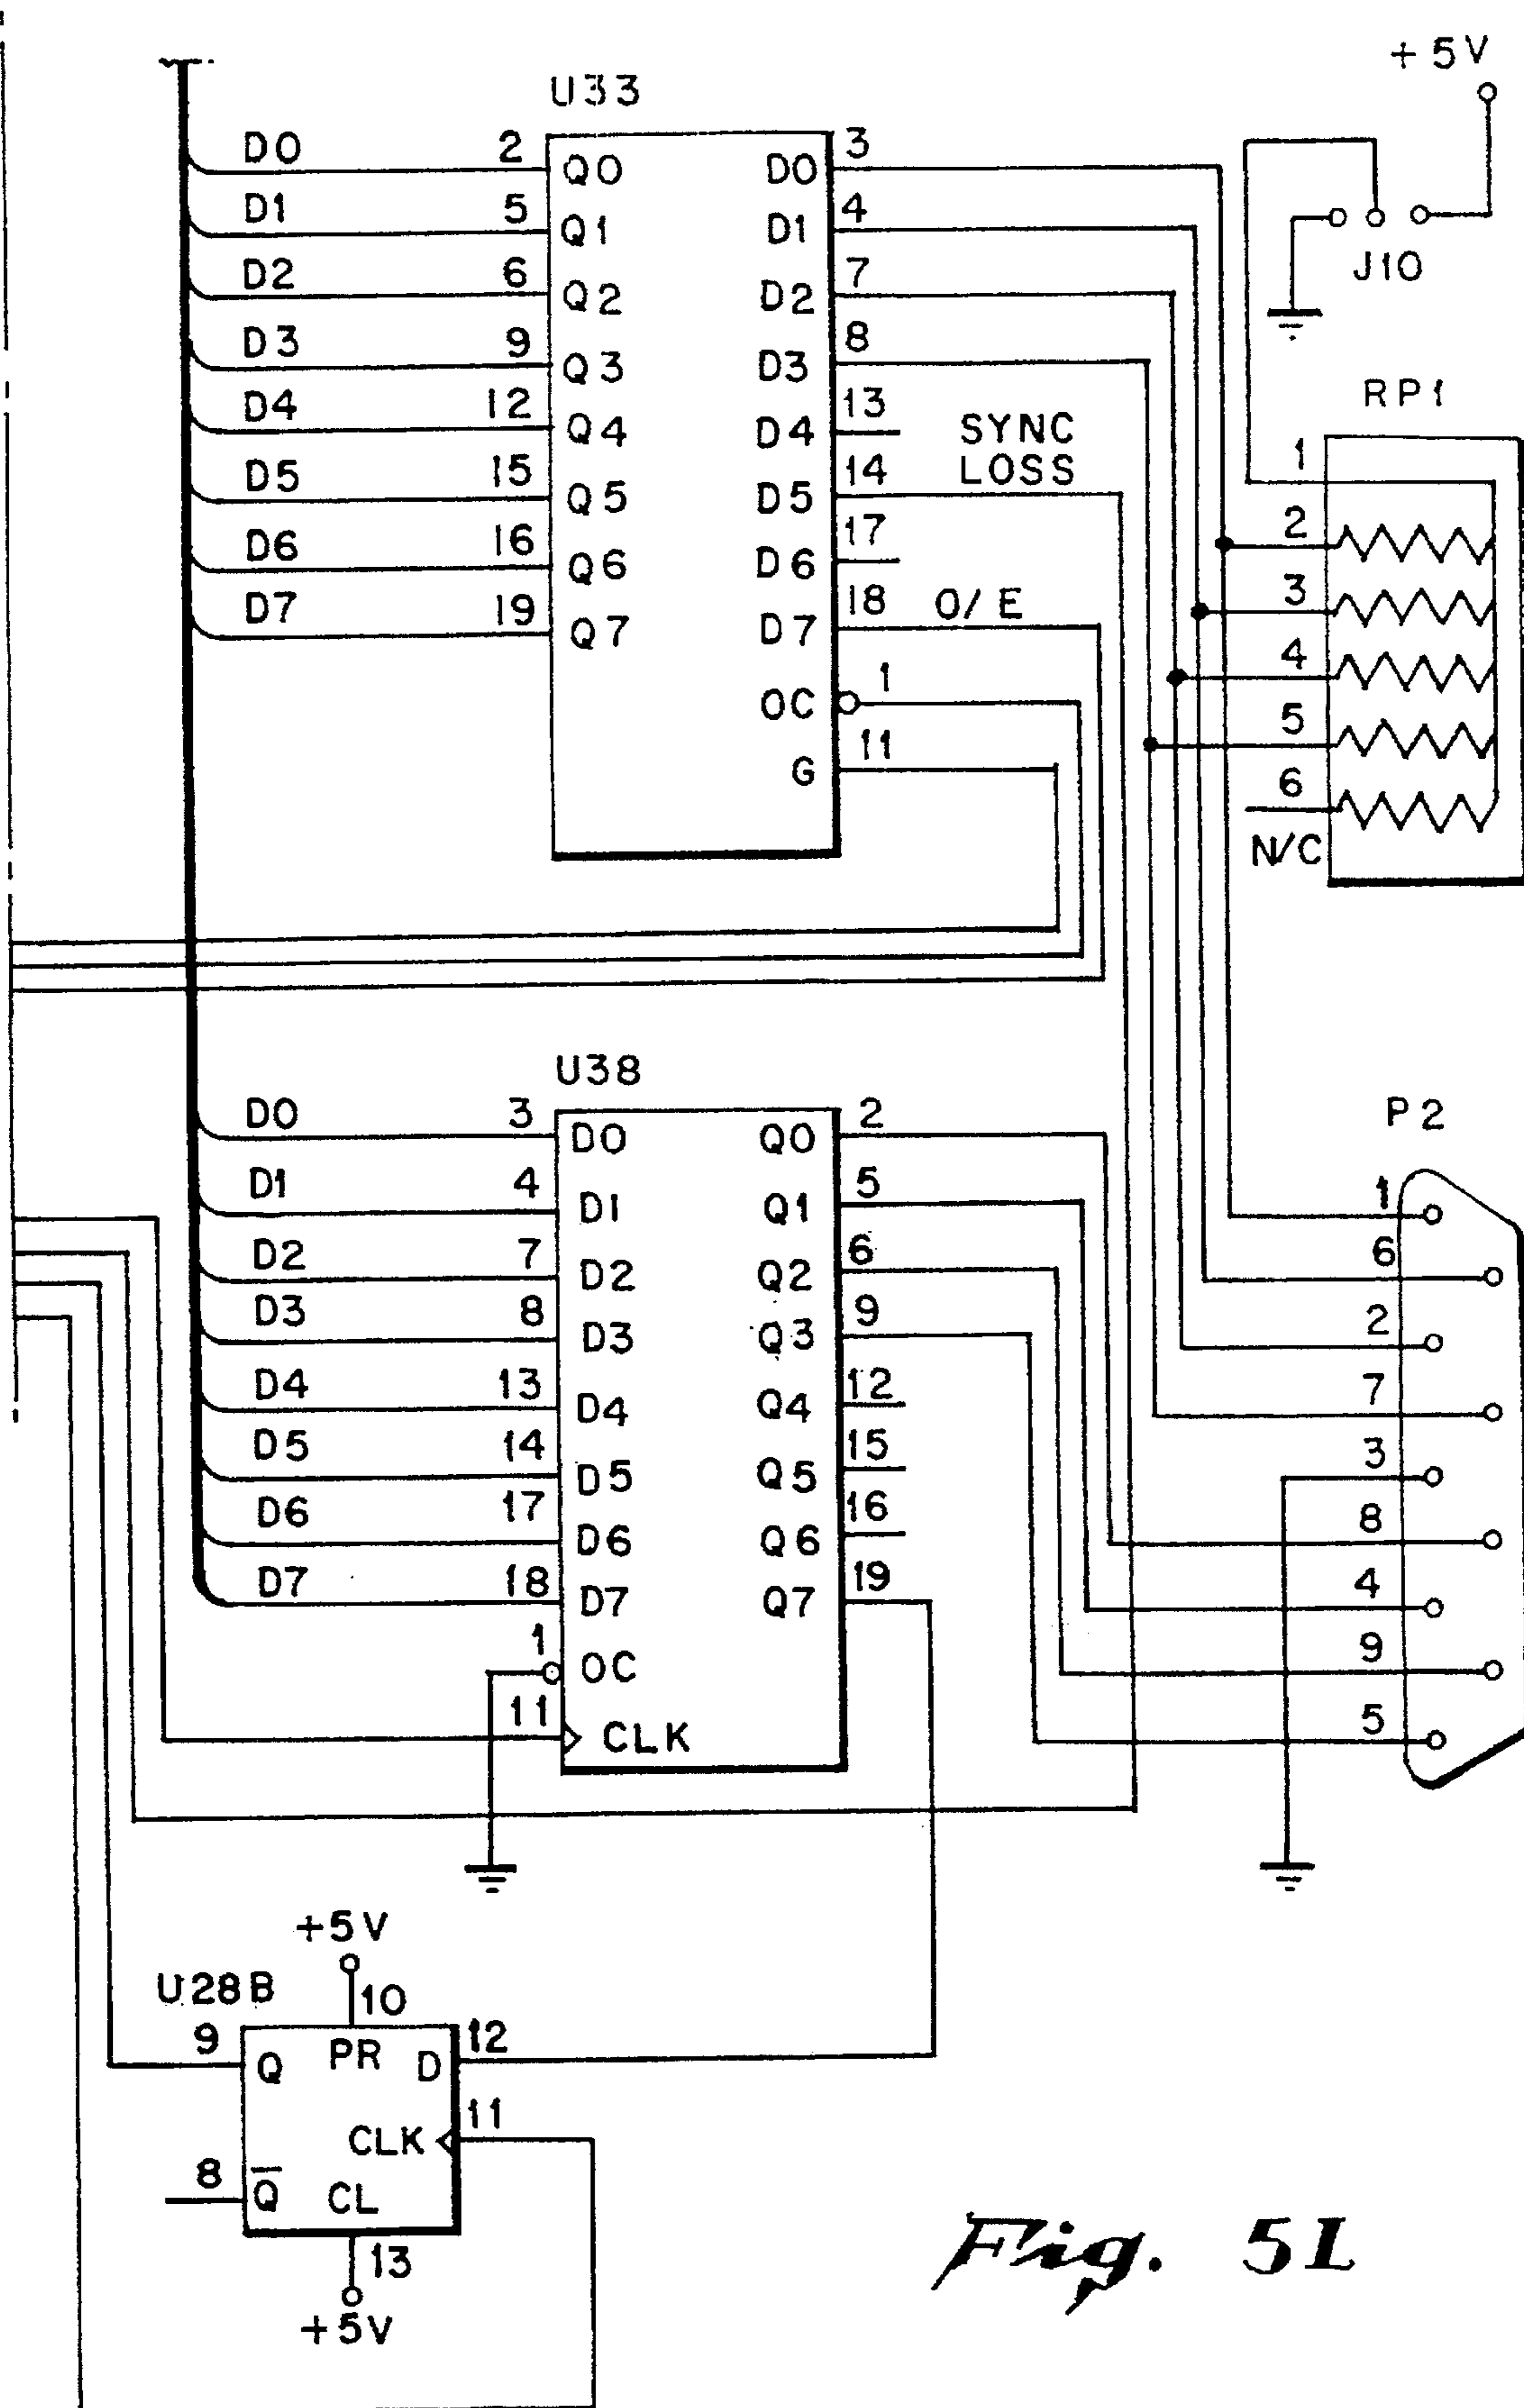 +5V
U33
D0 2 Q0 D0 3
D1 5 Q1 D1 4
D2 6 Q2 D2 7
J10
D3 9 Q3 D3 8
RP1
D4 12 Q4 D4 13
SYNC
LOSS
1
D5 15 Q5 D5 14
2
D6 16 Q6 D6 17
3
D7 19 Q7 D7 18 O/E
4
OC 1
5
G 11
6
N/C
U38
P2
D0 3 D0 Q0 2
1
D1 4 D1 Q1 5
6
D2 7 D2 Q2 6
2
D3 8 D3 Q3 9
7
D4 13 D4 Q4 12
3
D5 14 D5 Q5 15
8
D6 17 D6 Q6 16
4
D7 18 D7 Q7 19
9
1 OC
5
11 CLK
+5V
U28B
10
9 Q PR D 12
CLK 11
8 Q̅ CL
13
+5V
Fig. 5L